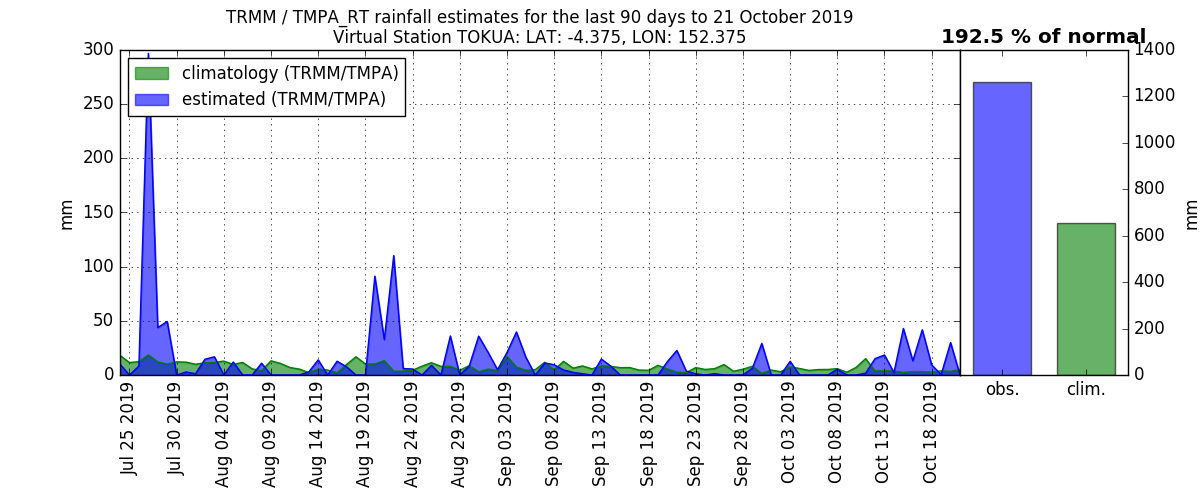 TRMM / TMPA_RT rainfall estimates for the last 90 days to 21 October 2019
Virtual Station TOKUA: LAT: -4.375, LON: 152.375
192.5 % of normal
climatology (TRMM/TMPA)
estimated (TRMM/TMPA)
mm
300
250
200
150
100
50
0
Jul 25 2019
Jul 30 2019
Aug 04 2019
Aug 09 2019
Aug 14 2019
Aug 19 2019
Aug 24 2019
Aug 29 2019
Sep 03 2019
Sep 08 2019
Sep 13 2019
Sep 18 2019
Sep 23 2019
Sep 28 2019
Oct 03 2019
Oct 08 2019
Oct 13 2019
Oct 18 2019
obs.
clim.
1400
1200
1000
800
600
400
200
0
mm